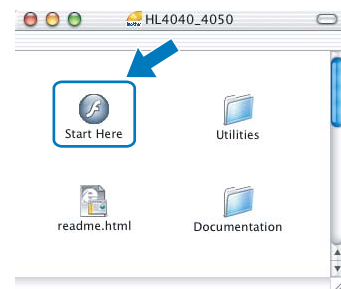 HL4040_4050
Start Here
Utilities
readme.html
Documentation